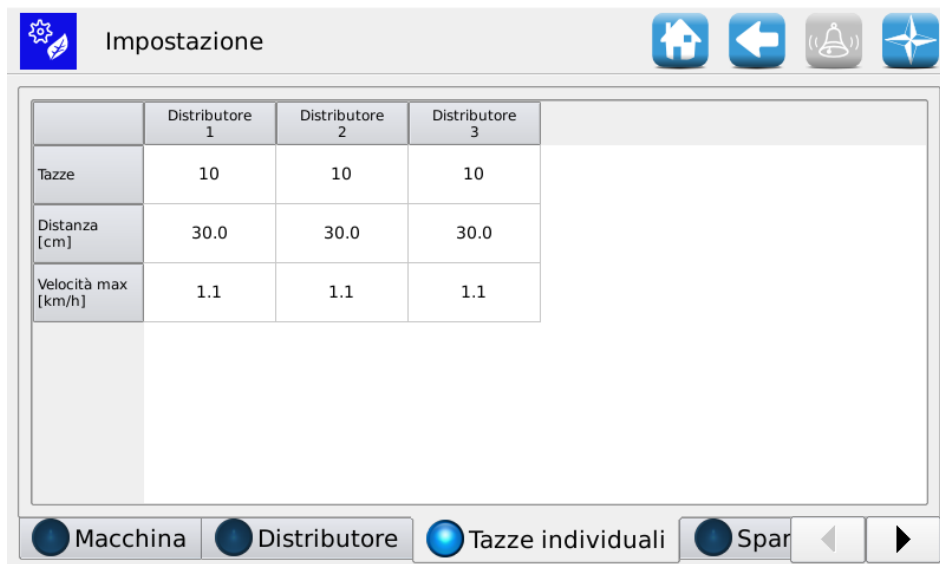 Impostazione
Distributore
1
Distributore
2
Distributore
3
Tazze
10
10
10
Distanza
[cm]
30.0
30.0
30.0
Velocità max
[km/h]
1.1
1.1
1.1
Macchina
Distributore
Tazze individuali
Spar